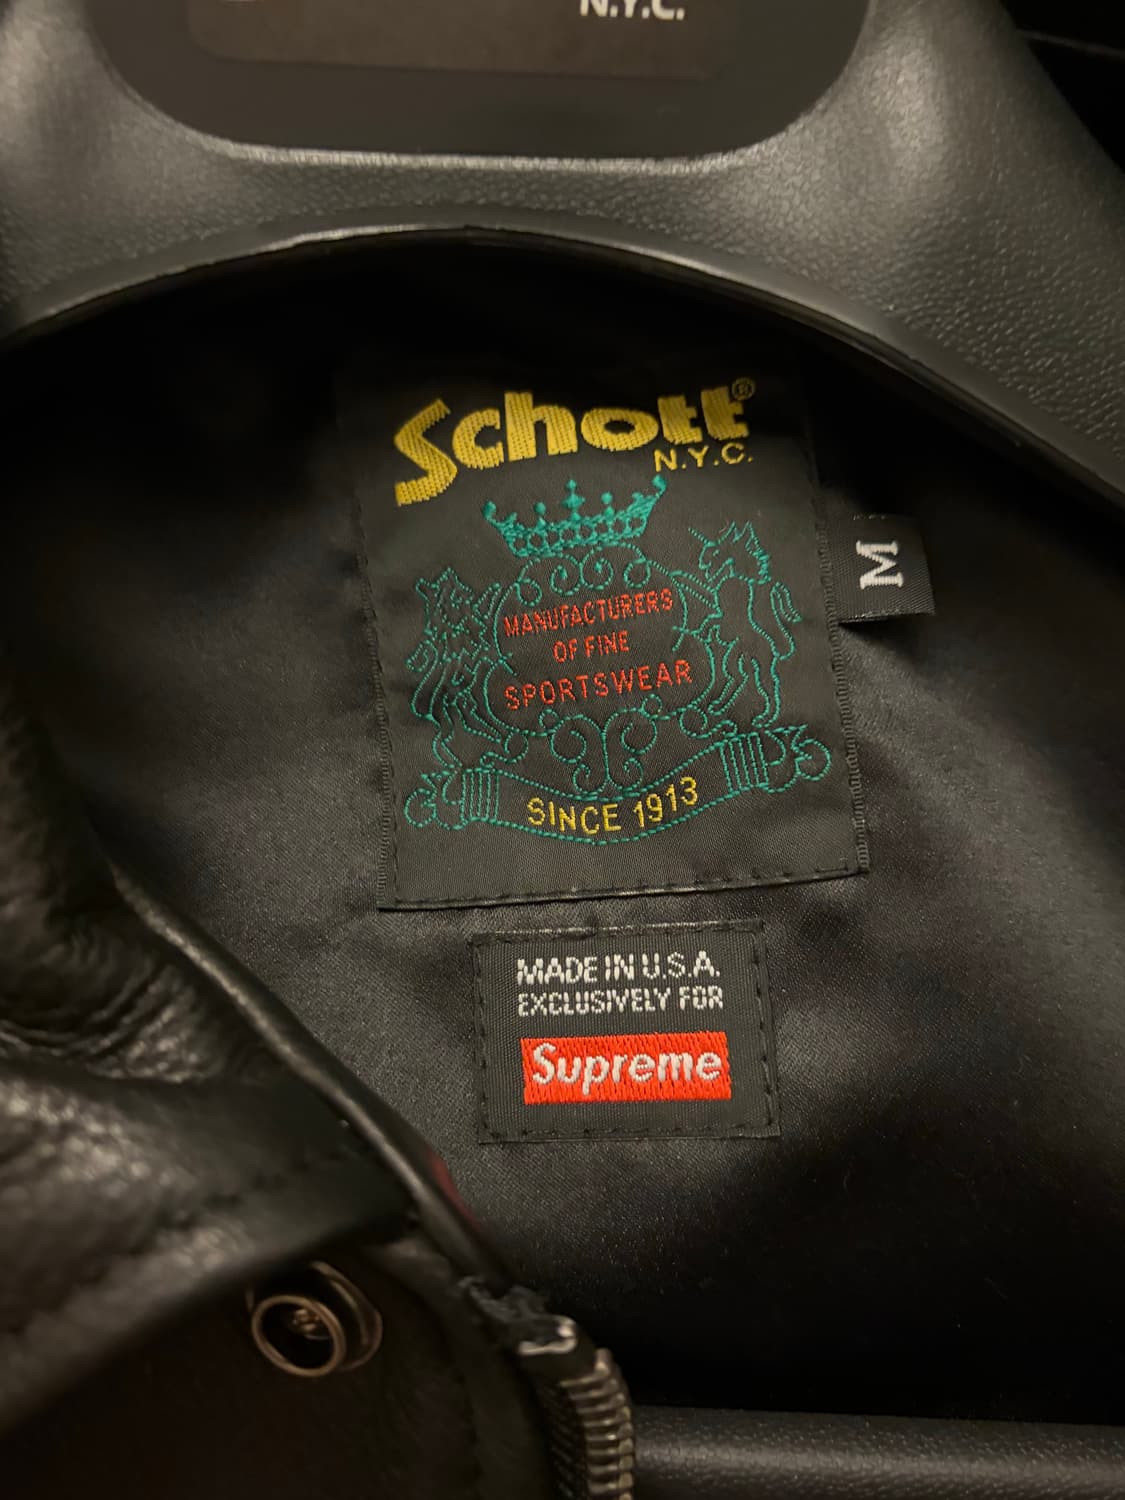 N.Y.C.
Schott®
N.Y.C.
M
MANUFACTURERS
OF FINE
SPORTSWEAR
SINCE 1913
MADE IN U.S.A.
EXCLUSIVELY FOR
Supreme